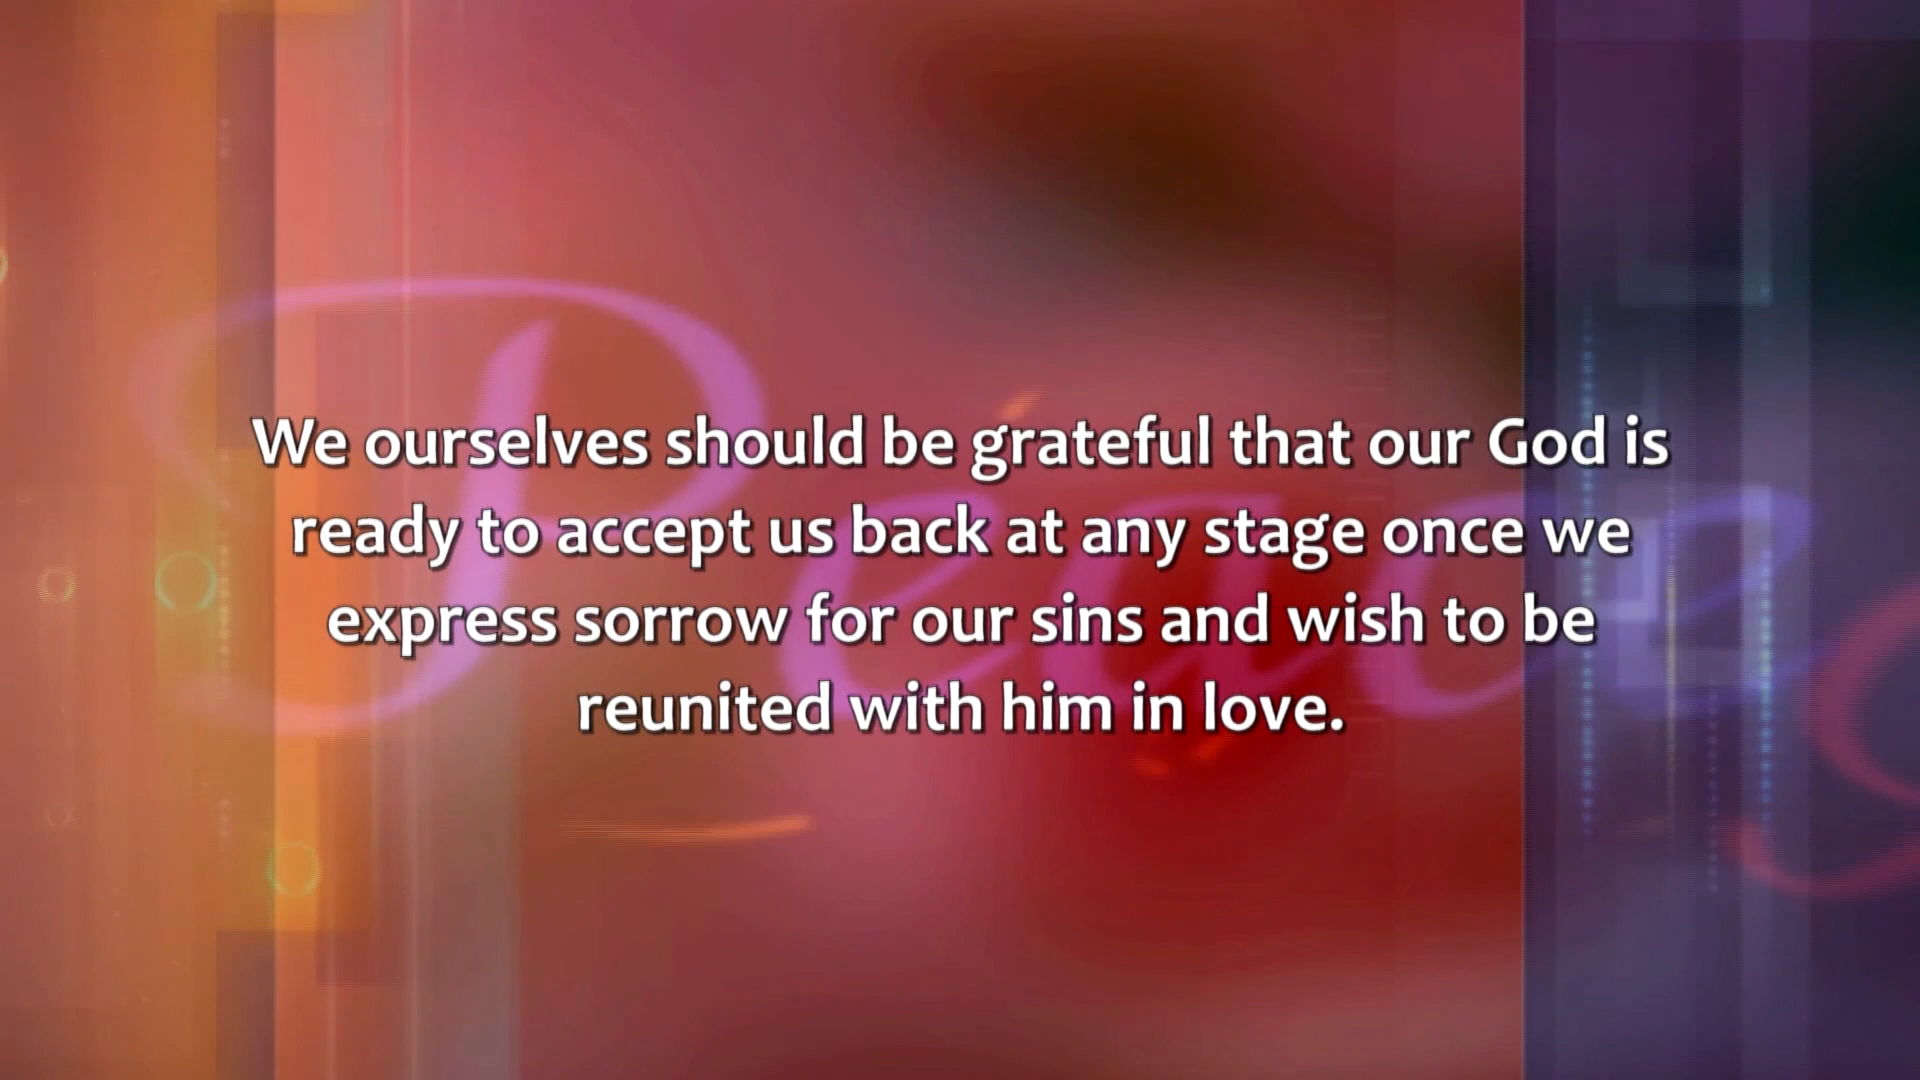 We ourselves should be grateful that our God is
ready to accept us back at any stage once we
express sorrow for our sins and wish to be
reunited with him in love.
Peace